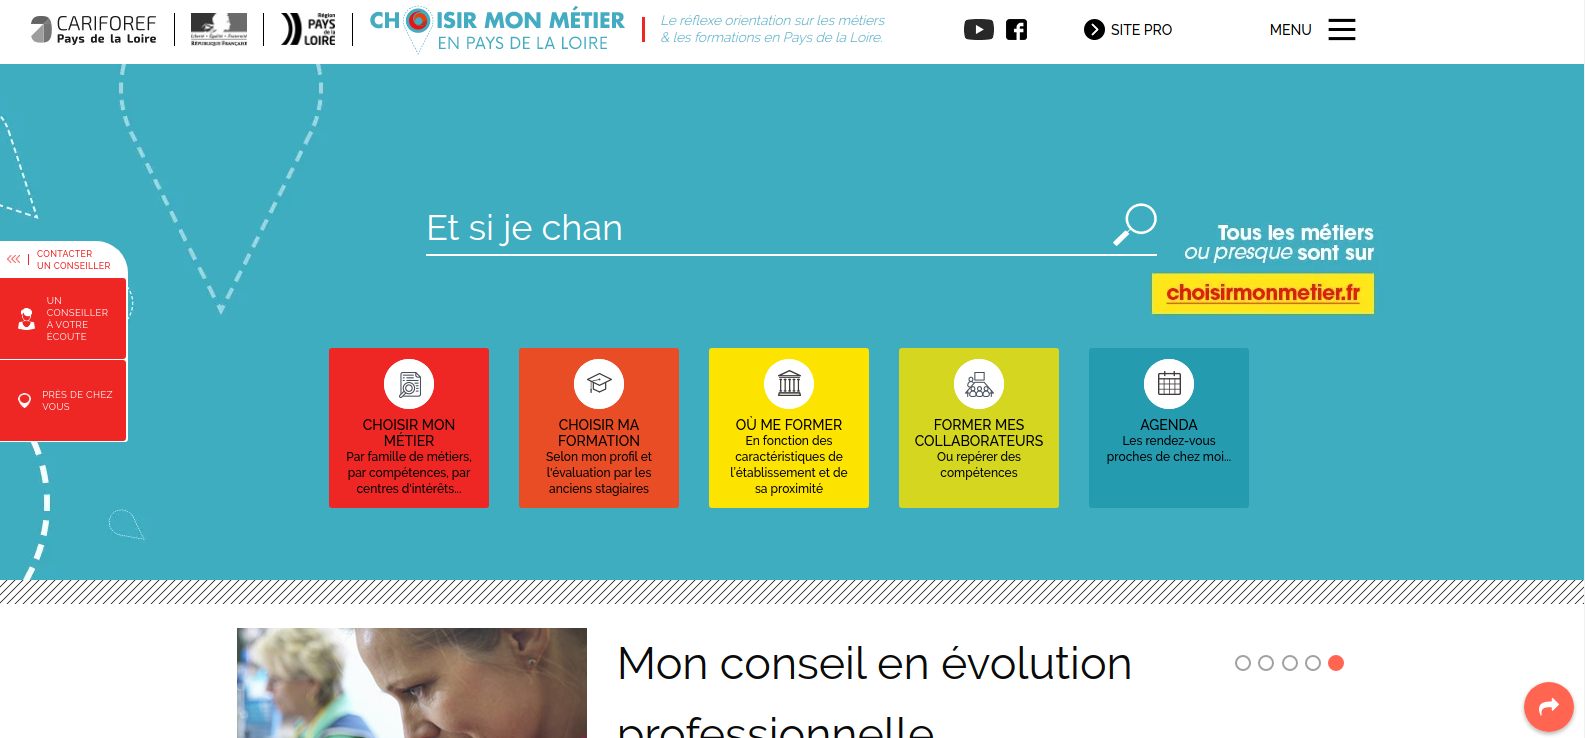 CARIFOREF
Pays de la Loire
RÉPUBLIQUE FRANÇAISE
Région
PAYS
de la
LOIRE
CHOISIR MON MÉTIER
EN PAYS DE LA LOIRE
Le réflexe orientation sur les métiers
& les formations en Pays de la Loire.
SITE PRO
MENU
Et si je chan
Tous les métiers
ou presque sont sur
choisirmonmetier.fr
<<< | CONTACTER
UN CONSEILLER
UN
CONSEILLER
À VOTRE
ÉCOUTE
PRÈS DE CHEZ
VOUS
CHOISIR MON
MÉTIER
Par famille de métiers,
par compétences, par
centres d'intérêts...
CHOISIR MA
FORMATION
Selon mon profil et
l'évaluation par les
anciens stagiaires
OÙ ME FORMER
En fonction des
caractéristiques de
l'établissement et de
sa proximité
FORMER MES
COLLABORATEURS
Ou repérer des
compétences
AGENDA
Les rendez-vous
proches de chez moi...
Mon conseil en évolution
professionnelle